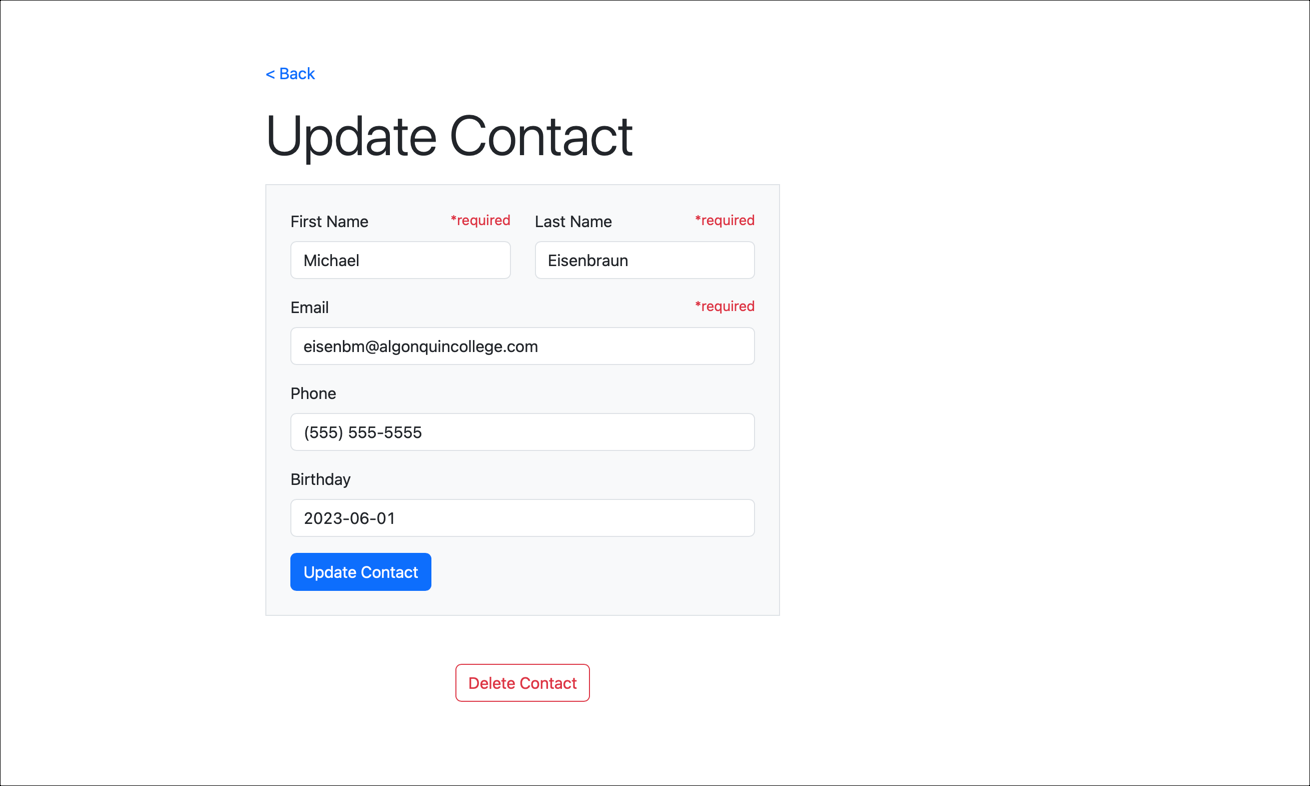 < Back
Update Contact
First Name *required Last Name *required
Michael Eisenbraun
Email *required
eisenbm@algonquincollege.com
Phone
(555) 555-5555
Birthday
2023-06-01
Update Contact
Delete Contact